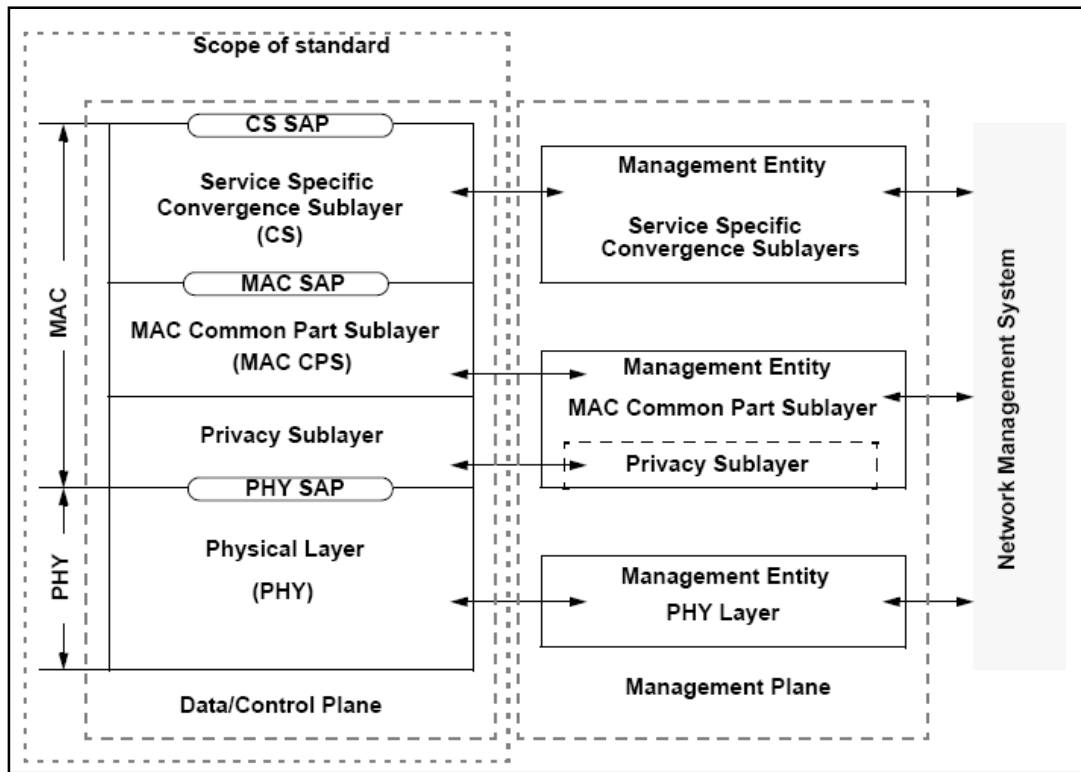 Scope of standard
CS SAP
Service Specific
Convergence Sublayer
(CS)
MAC SAP
MAC Common Part Sublayer
(MAC CPS)
Privacy Sublayer
PHY SAP
Physical Layer
(PHY)
Data/Control Plane
MAC
PHY
Management Entity
Service Specific
Convergence Sublayers
Management Entity
MAC Common Part Sublayer
Privacy Sublayer
Management Entity
PHY Layer
Management Plane
Network Management System